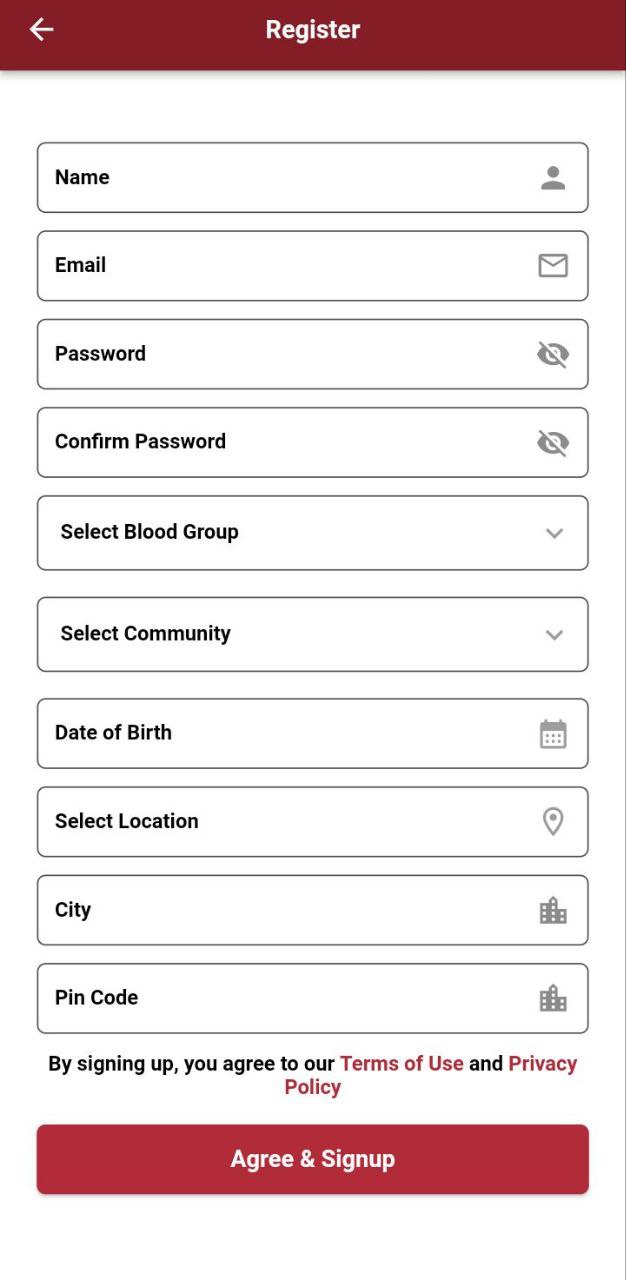 Register
Name
Email
Password
Confirm Password
Select Blood Group
Select Community
Date of Birth
Select Location
City
Pin Code
By signing up, you agree to our Terms of Use and Privacy
Policy
Agree & Signup